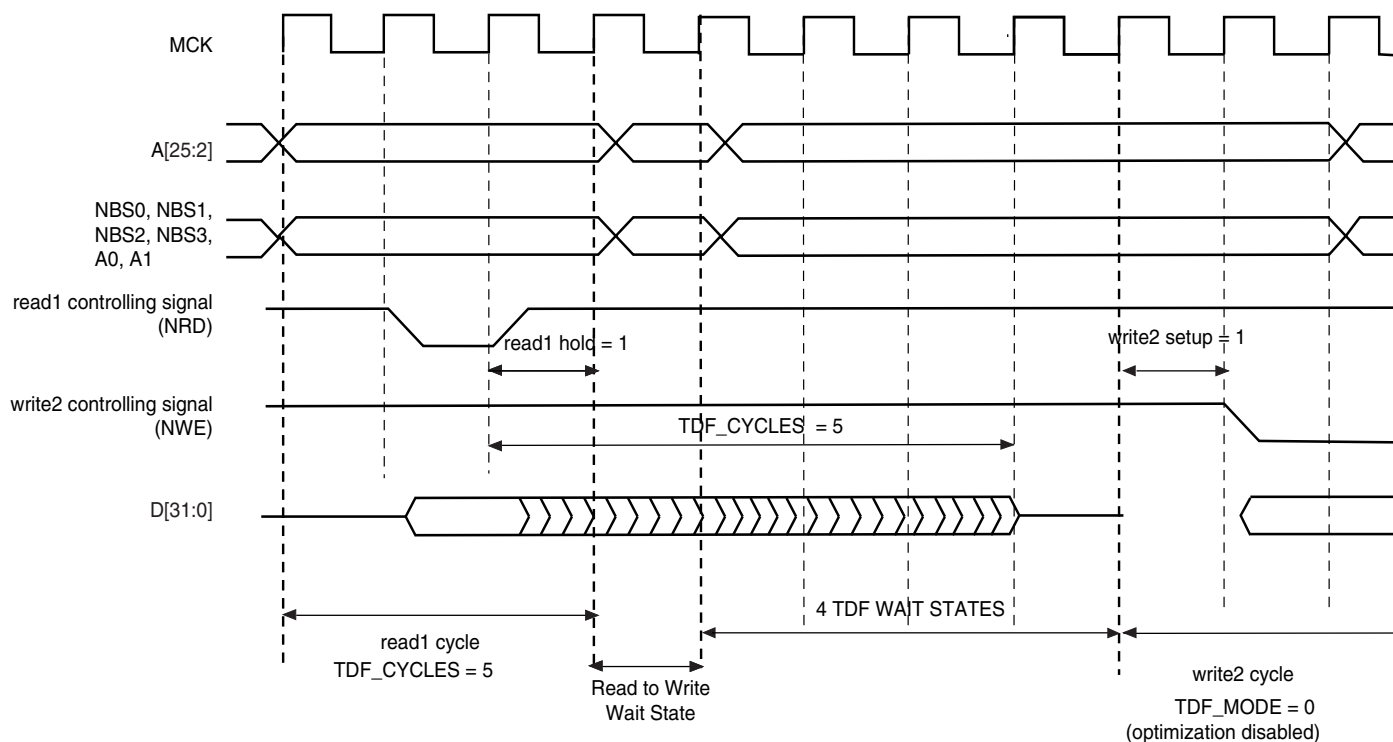 MCK
A[25:2]
NBS0, NBS1,
NBS2, NBS3,
A0, A1
read1 controlling signal
(NRD)
read1 hold = 1
write2 setup = 1
write2 controlling signal
(NWE)
TDF_CYCLES = 5
D[31:0]
4 TDF WAIT STATES
read1 cycle
TDF_CYCLES = 5
Read to Write
Wait State
write2 cycle
TDF_MODE = 0
(optimization disabled)